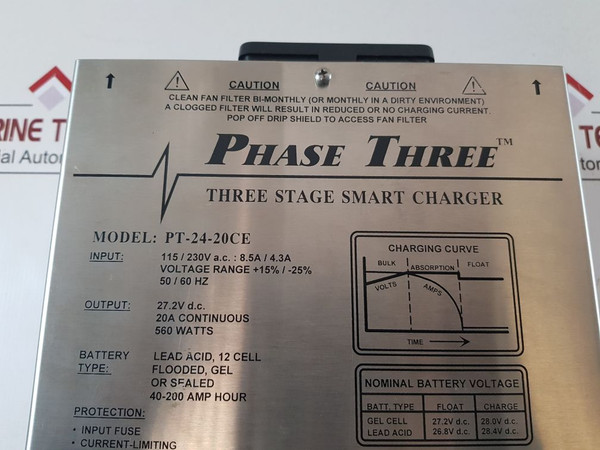 CAUTION
CAUTION
CLEAN FAN FILTER BI-MONTHLY (OR MONTHLY IN A DIRTY ENVIRONMENT)
A CLOGGED FILTER WILL RESULT IN REDUCED OR NO CHARGING CURRENT.
POP OFF DRIP SHIELD TO ACCESS FAN FILTER
PHASE THREE™
THREE STAGE SMART CHARGER
MODEL: PT-24-20CE
INPUT: 115 / 230V a.c. : 8.5A / 4.3A
VOLTAGE RANGE +15% / -25%
50 / 60 HZ
OUTPUT: 27.2V d.c.
20A CONTINUOUS
560 WATTS
BATTERY TYPE: LEAD ACID, 12 CELL
FLOODED, GEL
OR SEALED
40-200 AMP HOUR
PROTECTION:
• INPUT FUSE
• CURRENT-LIMITING
CHARGING CURVE
BULK ABSORPTION FLOAT
VOLTS AMPS
TIME
NOMINAL BATTERY VOLTAGE
BATT. TYPE FLOAT CHARGE
GEL CELL 27.2V d.c. 28.0V d.c.
LEAD ACID 26.8V d.c. 28.4V d.c.
RINE T
ial Automa
TE